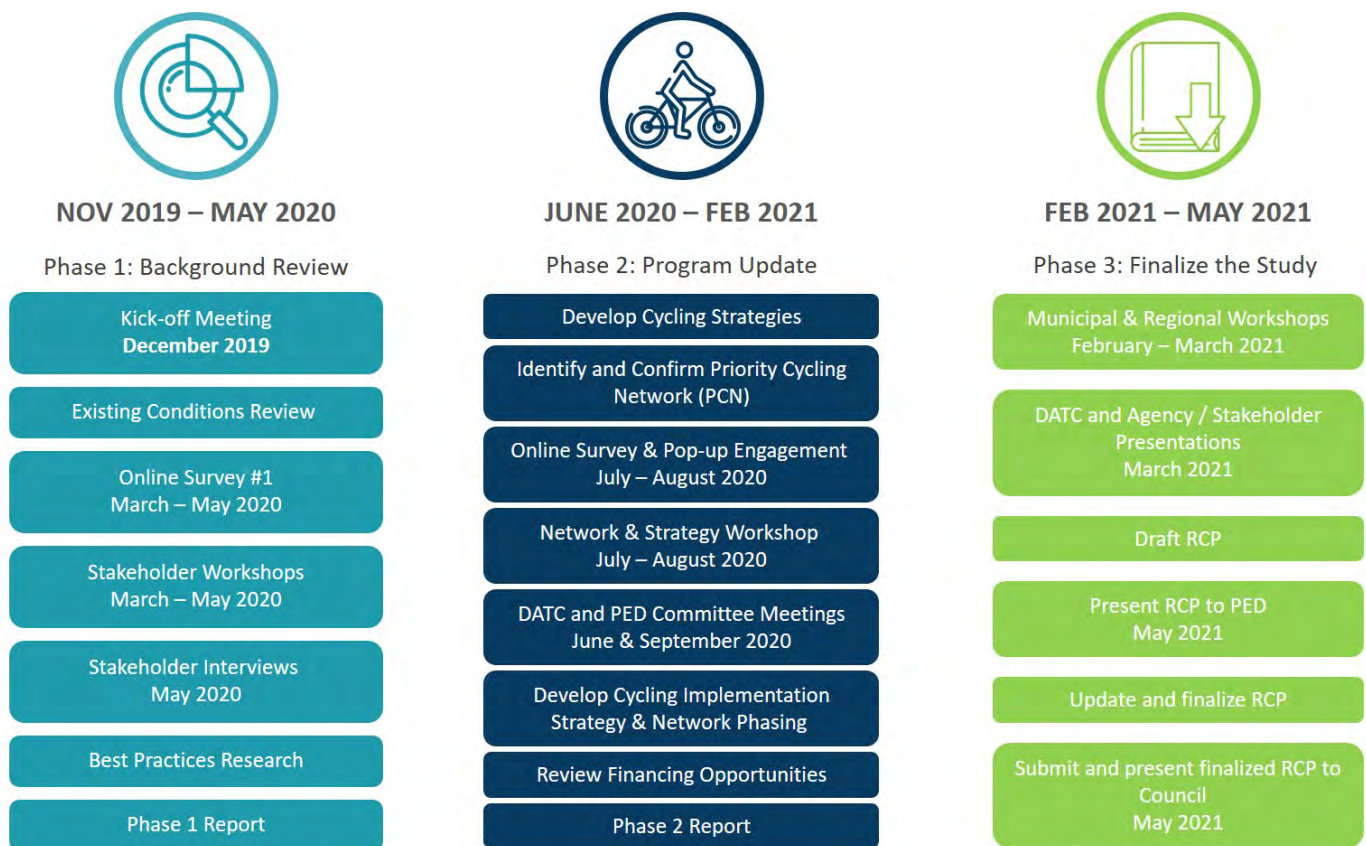 NOV 2019 – MAY 2020
Phase 1: Background Review
Kick-off Meeting
December 2019
Existing Conditions Review
Online Survey #1
March – May 2020
Stakeholder Workshops
March – May 2020
Stakeholder Interviews
May 2020
Best Practices Research
Phase 1 Report
JUNE 2020 – FEB 2021
Phase 2: Program Update
Develop Cycling Strategies
Identify and Confirm Priority Cycling
Network (PCN)
Online Survey & Pop-up Engagement
July – August 2020
Network & Strategy Workshop
July – August 2020
DATC and PED Committee Meetings
June & September 2020
Develop Cycling Implementation
Strategy & Network Phasing
Review Financing Opportunities
Phase 2 Report
FEB 2021 – MAY 2021
Phase 3: Finalize the Study
Municipal & Regional Workshops
February – March 2021
DATC and Agency / Stakeholder
Presentations
March 2021
Draft RCP
Present RCP to PED
May 2021
Update and finalize RCP
Submit and present finalized RCP to
Council
May 2021